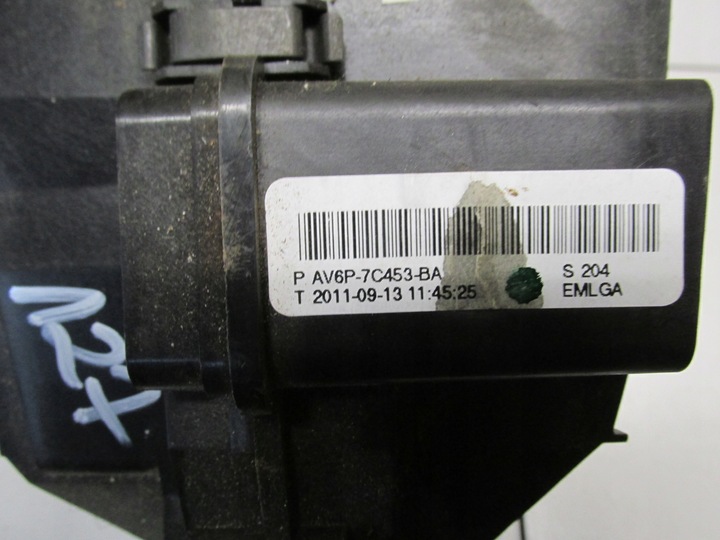 P AV6P-7C453-BA S 204
T 2011-09-13 11:45:25 EMLGA